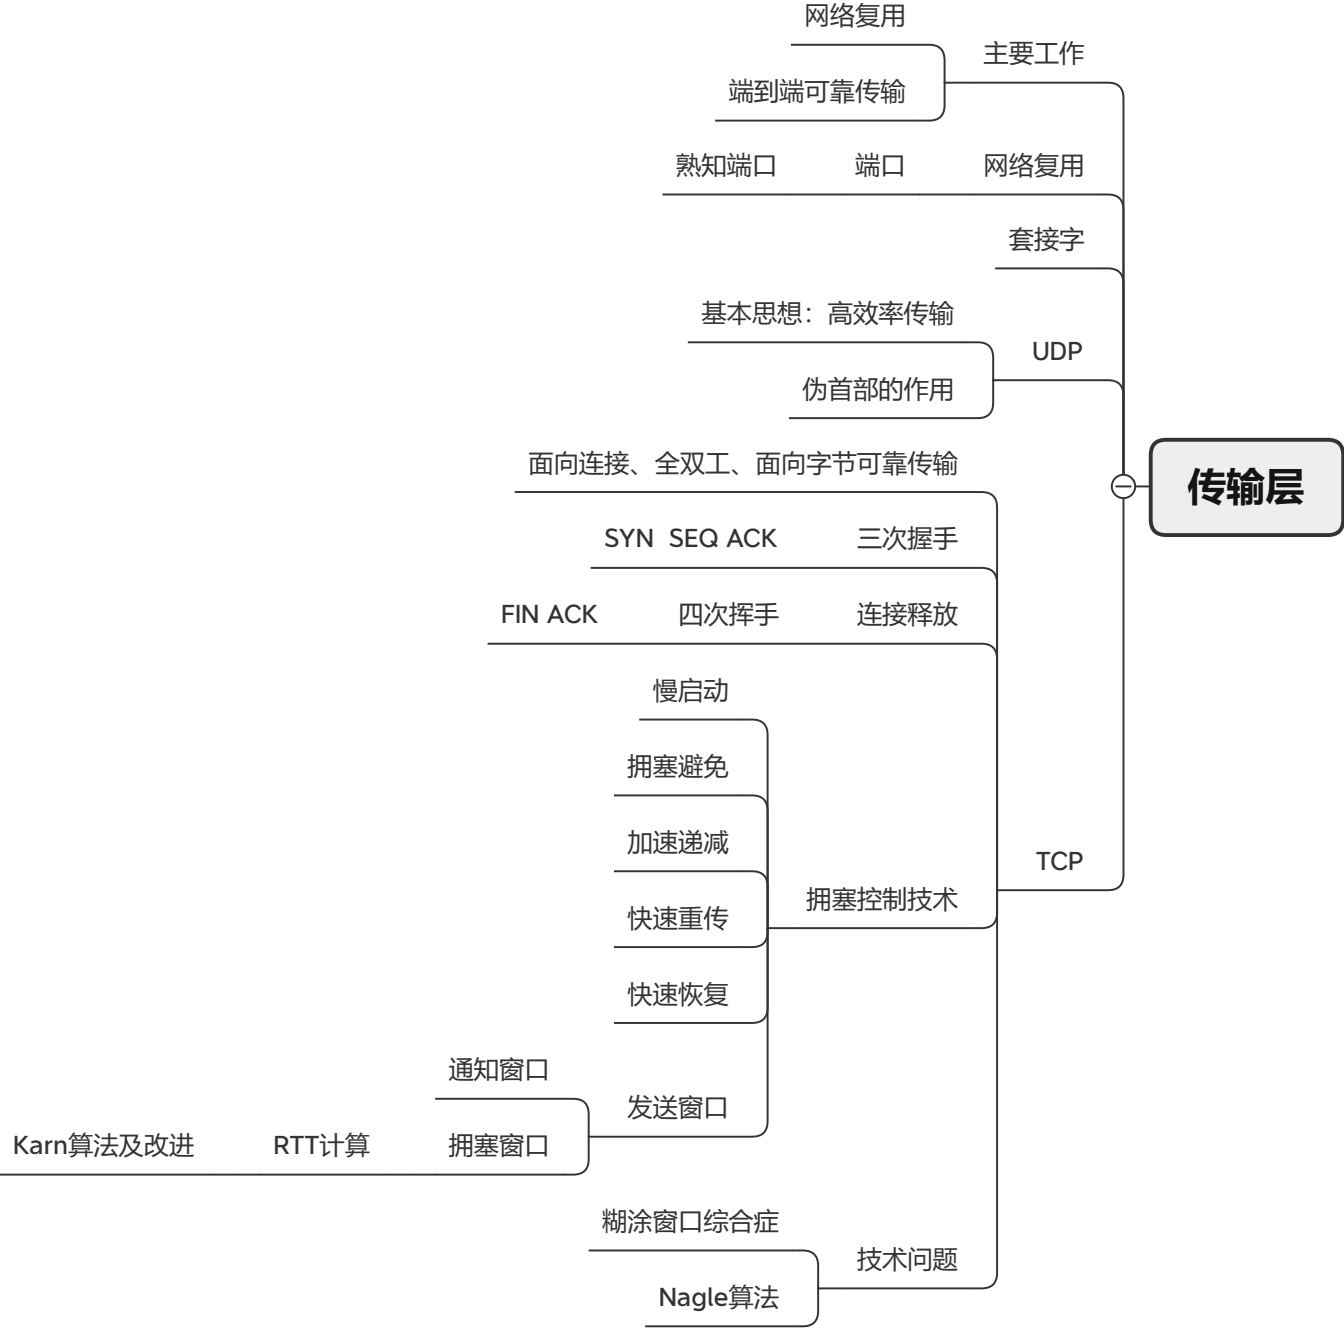 网络复用
主要工作
端到端可靠传输
熟知端口 端口 网络复用
套接字
基本思想：高效率传输
UDP
伪首部的作用
传输层
面向连接、全双工、面向字节可靠传输
SYN SEQ ACK 三次握手
FIN ACK 四次挥手 连接释放
慢启动
拥塞避免
加速递减
TCP
拥塞控制技术
快速重传
快速恢复
通知窗口
发送窗口
Karn算法及改进 RTT计算 拥塞窗口
糊涂窗口综合症
技术问题
Nagle算法